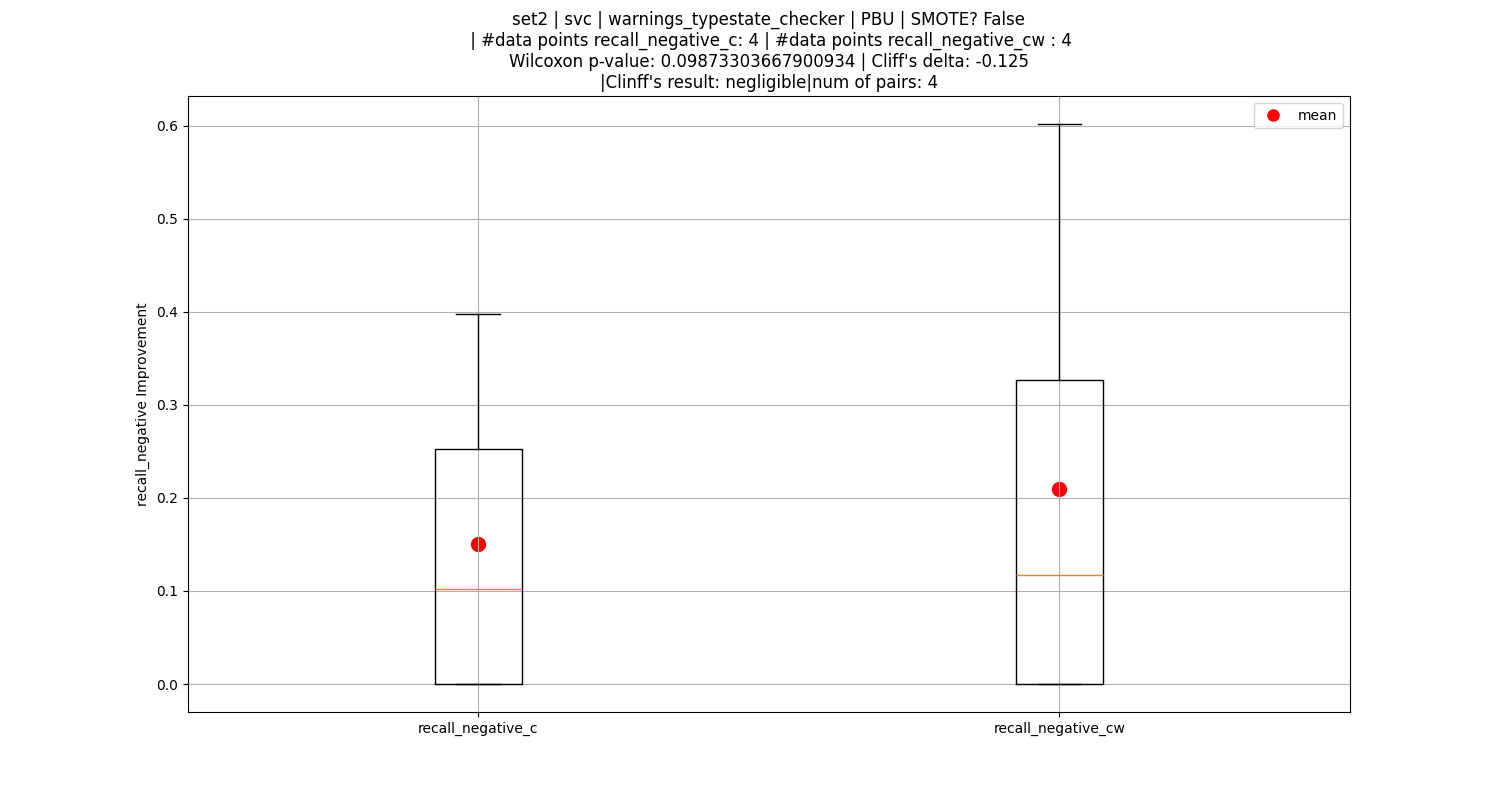 set2 | svc | warnings_typestate_checker | PBU | SMOTE? False
| #data points recall_negative_c: 4 | #data points recall_negative_cw : 4
Wilcoxon p-value: 0.09873303667900934 | Cliff's delta: -0.125
|Clinff's result: negligible|num of pairs: 4
mean
0.6
0.5
0.4
0.3
0.2
0.1
0.0
recall_negative Improvement
recall_negative_c
recall_negative_cw